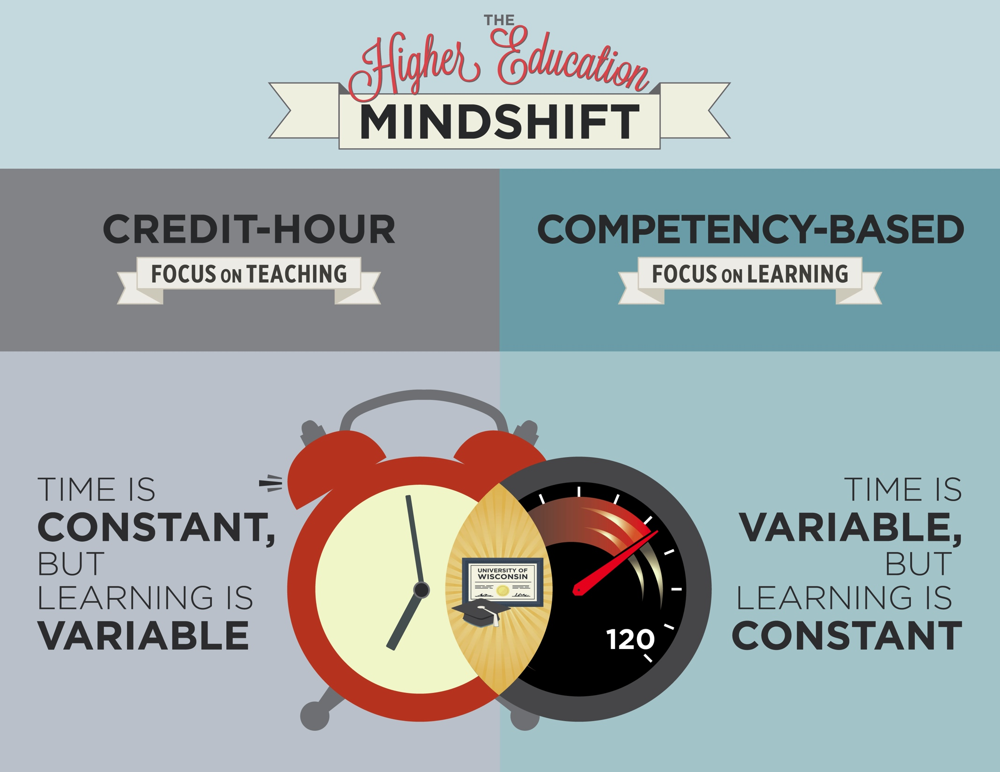 THE
Higher Education
MINDSHIFT
CREDIT-HOUR
FOCUS ON TEACHING
COMPETENCY-BASED
FOCUS ON LEARNING
TIME IS
CONSTANT,
BUT
LEARNING IS
VARIABLE
UNIVERSITY OF
WISCONSIN
120
TIME IS
VARIABLE,
BUT
LEARNING IS
CONSTANT